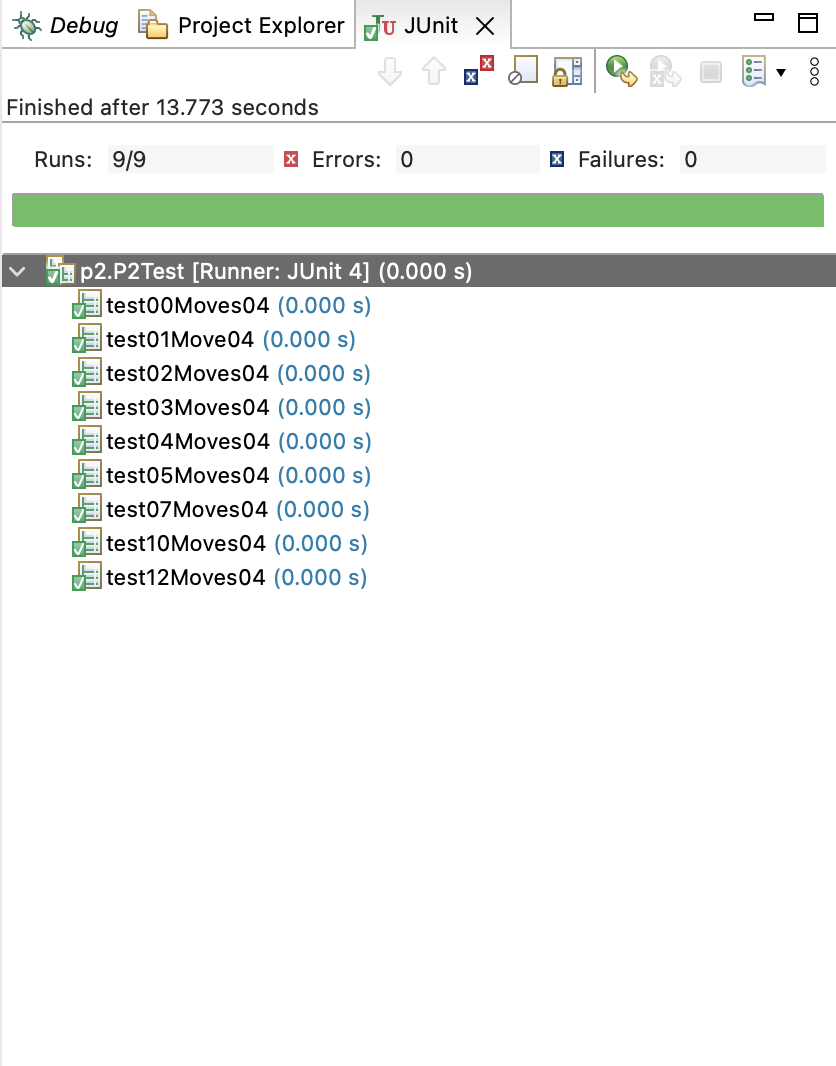 Debug Project Explorer JUnit
Finished after 13.773 seconds
Runs: 9/9 Errors: 0 Failures: 0
p2.P2Test [Runner: JUnit 4] (0.000 s)
test00Moves04 (0.000 s)
test01Move04 (0.000 s)
test02Moves04 (0.000 s)
test03Moves04 (0.000 s)
test04Moves04 (0.000 s)
test05Moves04 (0.000 s)
test07Moves04 (0.000 s)
test10Moves04 (0.000 s)
test12Moves04 (0.000 s)